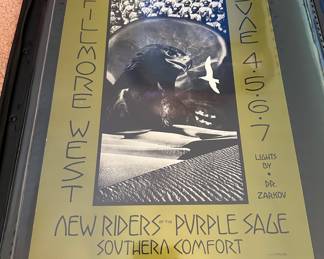 FILLMORE WEST
JUNE 4·5·6·7
LIGHTS
BY
DR.
ZARKOV
NEW RIDERS OF THE PURPLE SAGE
SOUTHERN COMFORT